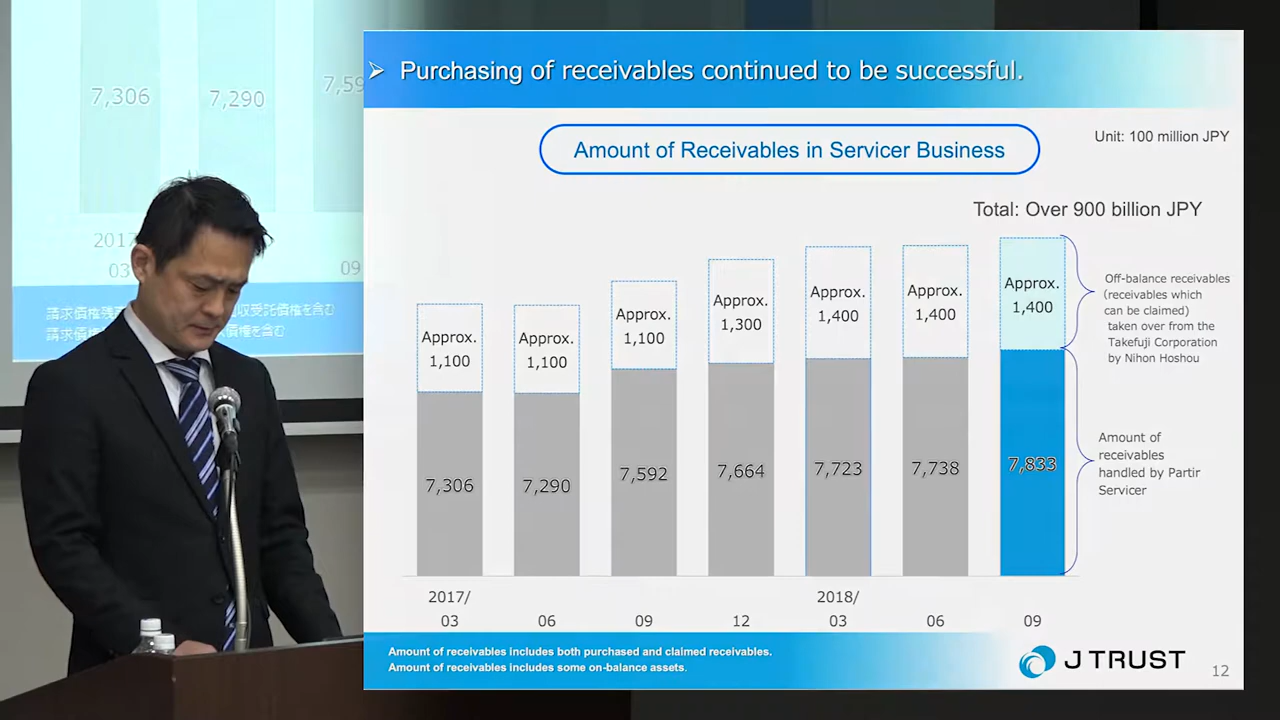 7,306
7,290
7,59
2017
03
09
請求債権残
収受託債権を含む
請求債
債権を含む
Purchasing of receivables continued to be successful.
Amount of Receivables in Servicer Business
Unit: 100 million JPY
Total: Over 900 billion JPY
Approx.
1,100
Approx.
1,100
Approx.
1,100
Approx.
1,300
Approx.
1,400
Approx.
1,400
Approx.
1,400
Off-balance receivables
(receivables which
can be claimed)
taken over from the
Takefuji Corporation
by Nihon Hoshou
7,306
7,290
7,592
7,664
7,723
7,738
7,833
Amount of
receivables
handled by Partir
Servicer
2017/
03
06
09
12
2018/
03
06
09
Amount of receivables includes both purchased and claimed receivables.
Amount of receivables includes some on-balance assets.
J TRUST
12